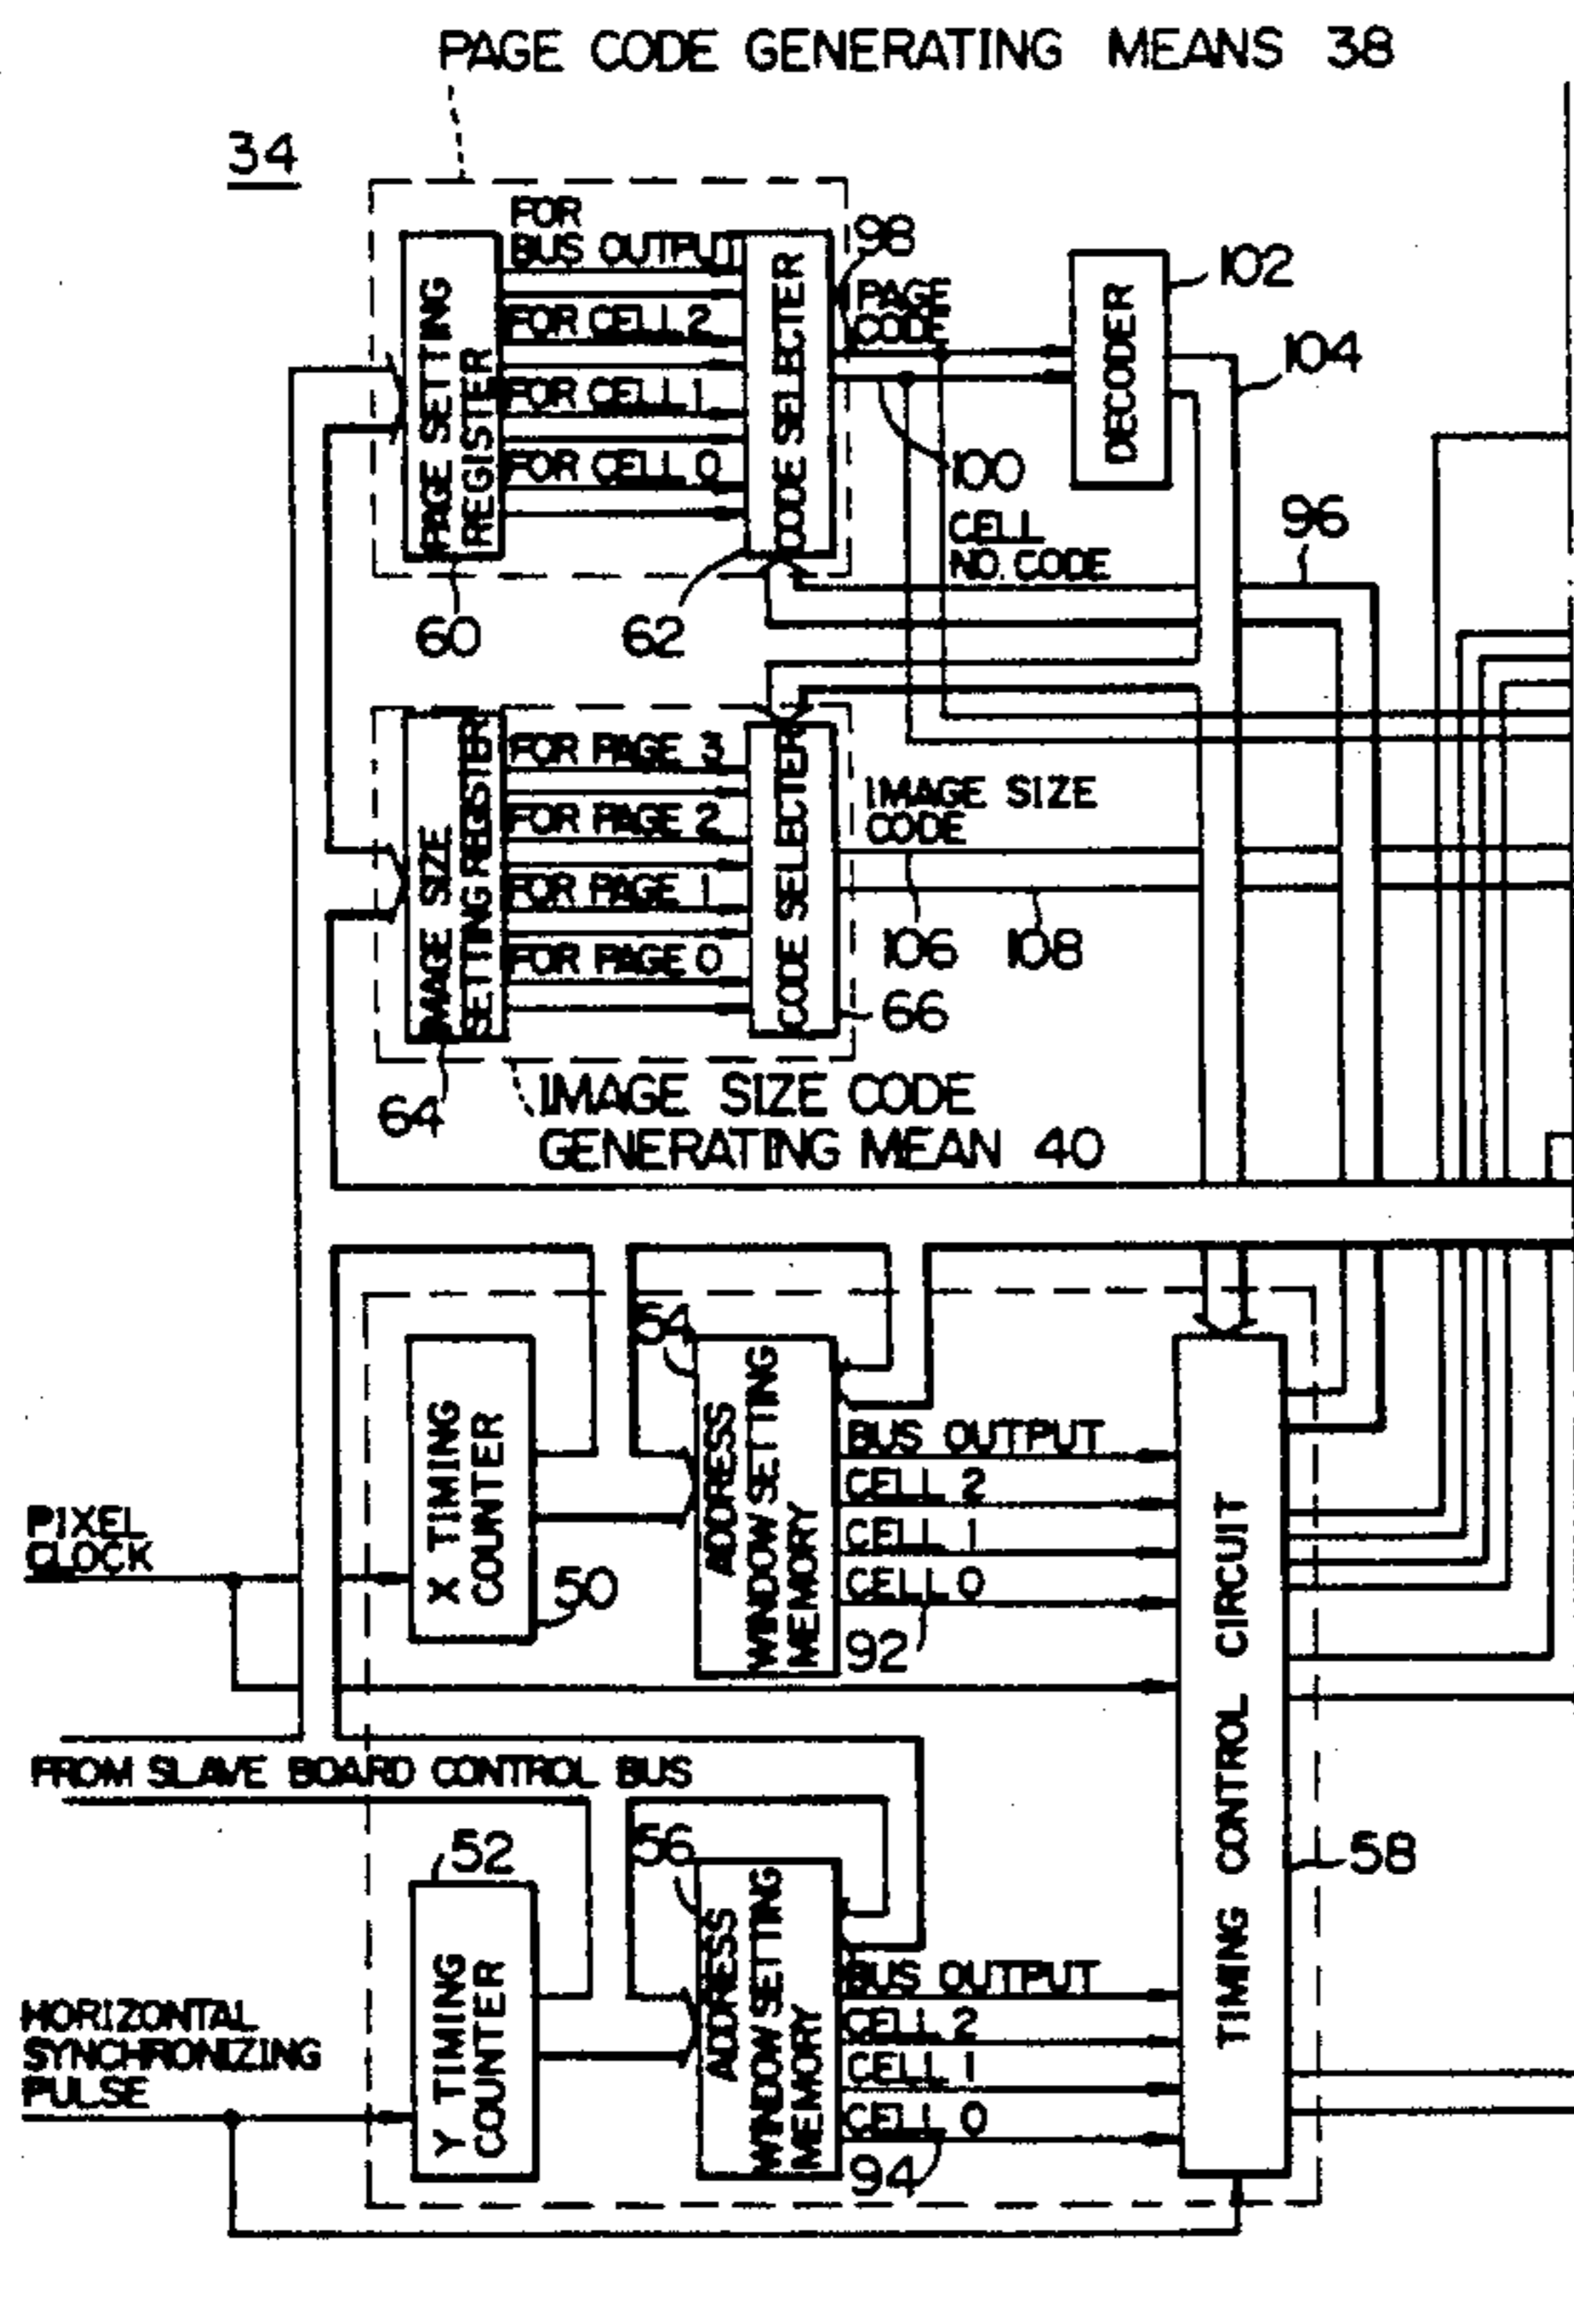 PAGE CODE GENERATING MEANS 38
34
FOR
BUS OUTPUT
98
PAGE
CODE
102
FOR CELL 2
FOR CELL 1
FOR CELL 0
PAGE SETTING
REGISTER
CODE SELECTER
DECODER
104
100
CELL
NO. CODE
96
60
62
FOR PAGE 3
FOR PAGE 2
FOR PAGE 1
FOR PAGE 0
IMAGE SIZE
SETTING REGISTER
CODE SELECTER
IMAGE SIZE
CODE
106
108
66
64
IMAGE SIZE CODE
GENERATING MEAN 40
54
X TIMING
COUNTER
50
ADDRESS
WINDOW SETTING
MEMORY
BUS OUTPUT
CELL 2
CELL 1
CELL 0
92
PIXEL
CLOCK
TIMING CONTROL CIRCUIT
58
FROM SLAVE BOARD CONTROL BUS
52
56
Y TIMING
COUNTER
ADDRESS
WINDOW SETTING
MEMORY
BUS OUTPUT
CELL 2
CELL 1
CELL 0
94
HORIZONTAL
SYNCHRONIZING
PULSE